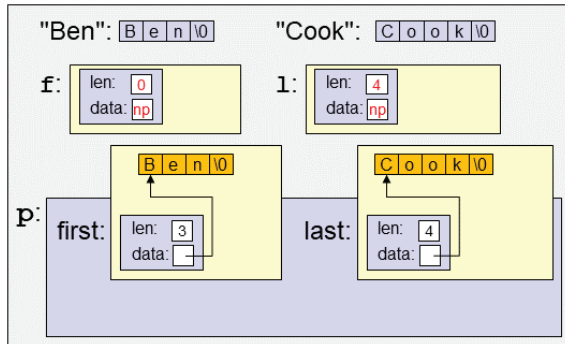 "Ben": B e n \0 "Cook": C o o k \0
f: len: 0 l: len: 4
data: np data: np
B e n \0 C o o k \0
p: first: len: 3 last: len: 4
data: data: